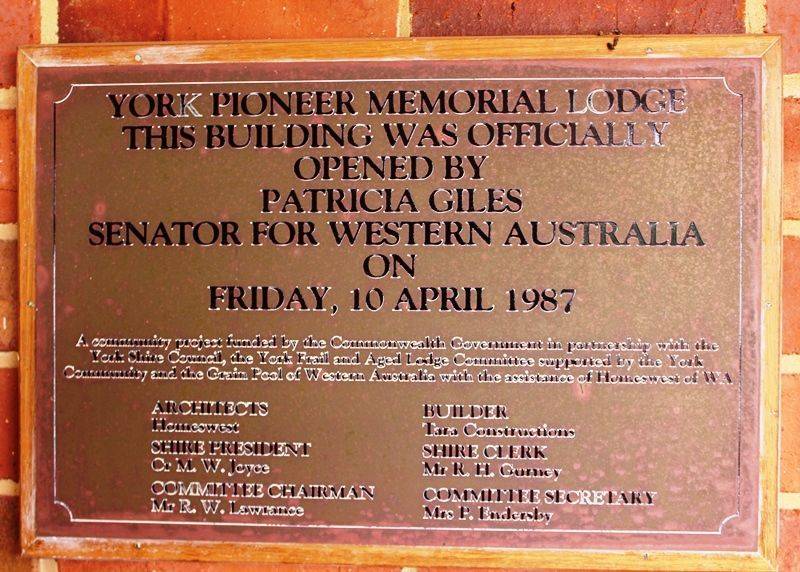 YORK PIONEER MEMORIAL LODGE
THIS BUILDING WAS OFFICIALLY
OPENED BY
PATRICIA GILES
SENATOR FOR WESTERN AUSTRALIA
ON
FRIDAY, 10 APRIL 1987
A community project funded by the Commonwealth Government in partnership with the
York Shire Council, the York Frail and Aged Lodge Committee supported by the York
Community and the Grain Pool of Western Australia with the assistance of Homeswest of WA
ARCHITECTS
Homeswest
SHIRE PRESIDENT
Cr M. W. Joyce
COMMITTEE CHAIRMAN
Mr R. W. Lawrance
BUILDER
Tara Constructions
SHIRE CLERK
Mr R. H. Gurney
COMMITTEE SECRETARY
Mrs P. Endersby